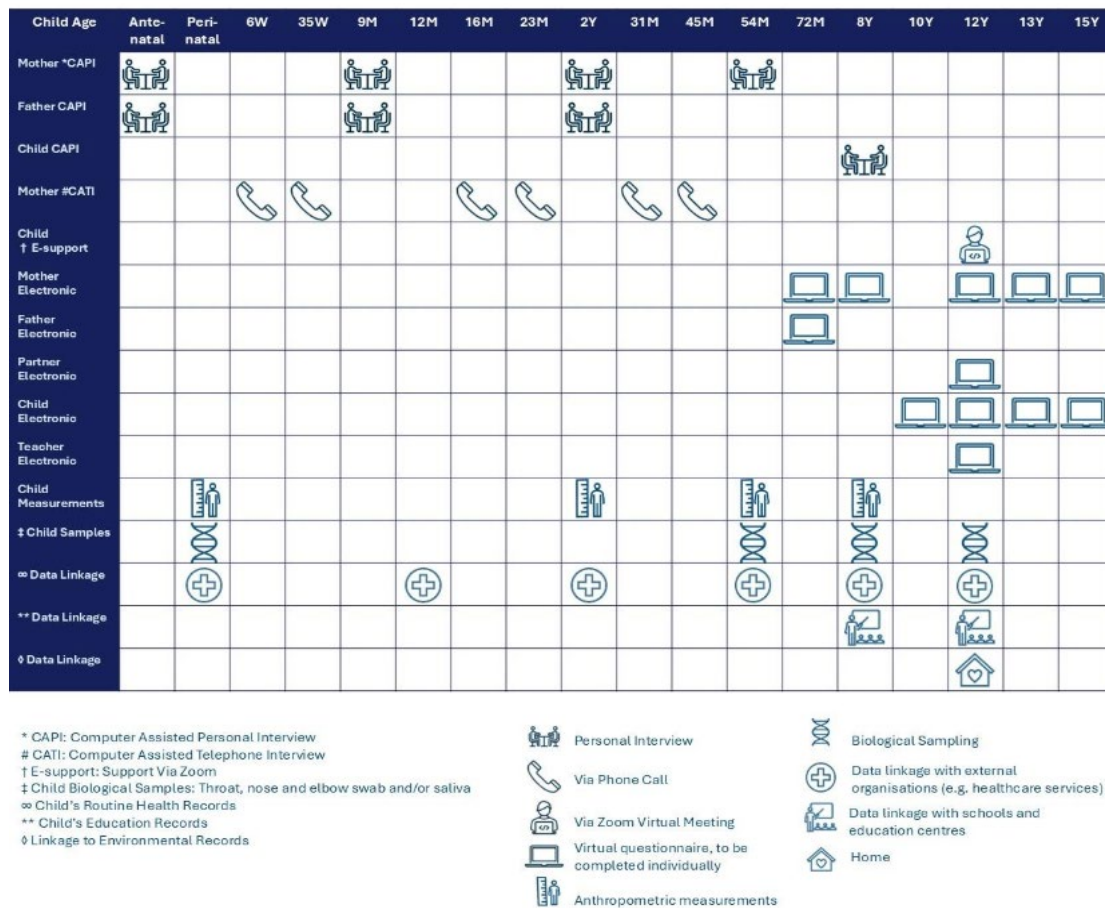 Child Age Ante-natal Peri-natal 6W 35W 9M 12M 16M 23M 2Y 31M 45M 54M 72M 8Y 10Y 12Y 13Y 15Y
Mother *CAPI
Father CAPI
Child CAPI
Mother #CATI
Child
† E-support
Mother
Electronic
Father
Electronic
Partner
Electronic
Child
Electronic
Teacher
Electronic
Child
Measurements
‡ Child Samples
∞ Data Linkage
** Data Linkage
◊ Data Linkage
* CAPI: Computer Assisted Personal Interview
# CATI: Computer Assisted Telephone Interview
† E-support: Support Via Zoom
‡ Child Biological Samples: Throat, nose and elbow swab and/or saliva
∞ Child's Routine Health Records
** Child's Education Records
◊ Linkage to Environmental Records
Personal Interview
Via Phone Call
Via Zoom Virtual Meeting
Virtual questionnaire, to be
completed individually
Anthropometric measurements
Biological Sampling
Data linkage with external
organisations (e.g. healthcare services)
Data linkage with schools and
education centres
Home